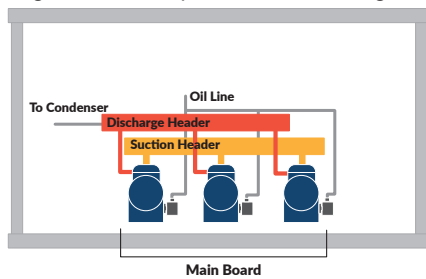 Oil Line
To Condenser
Discharge Header
Suction Header
Main Board